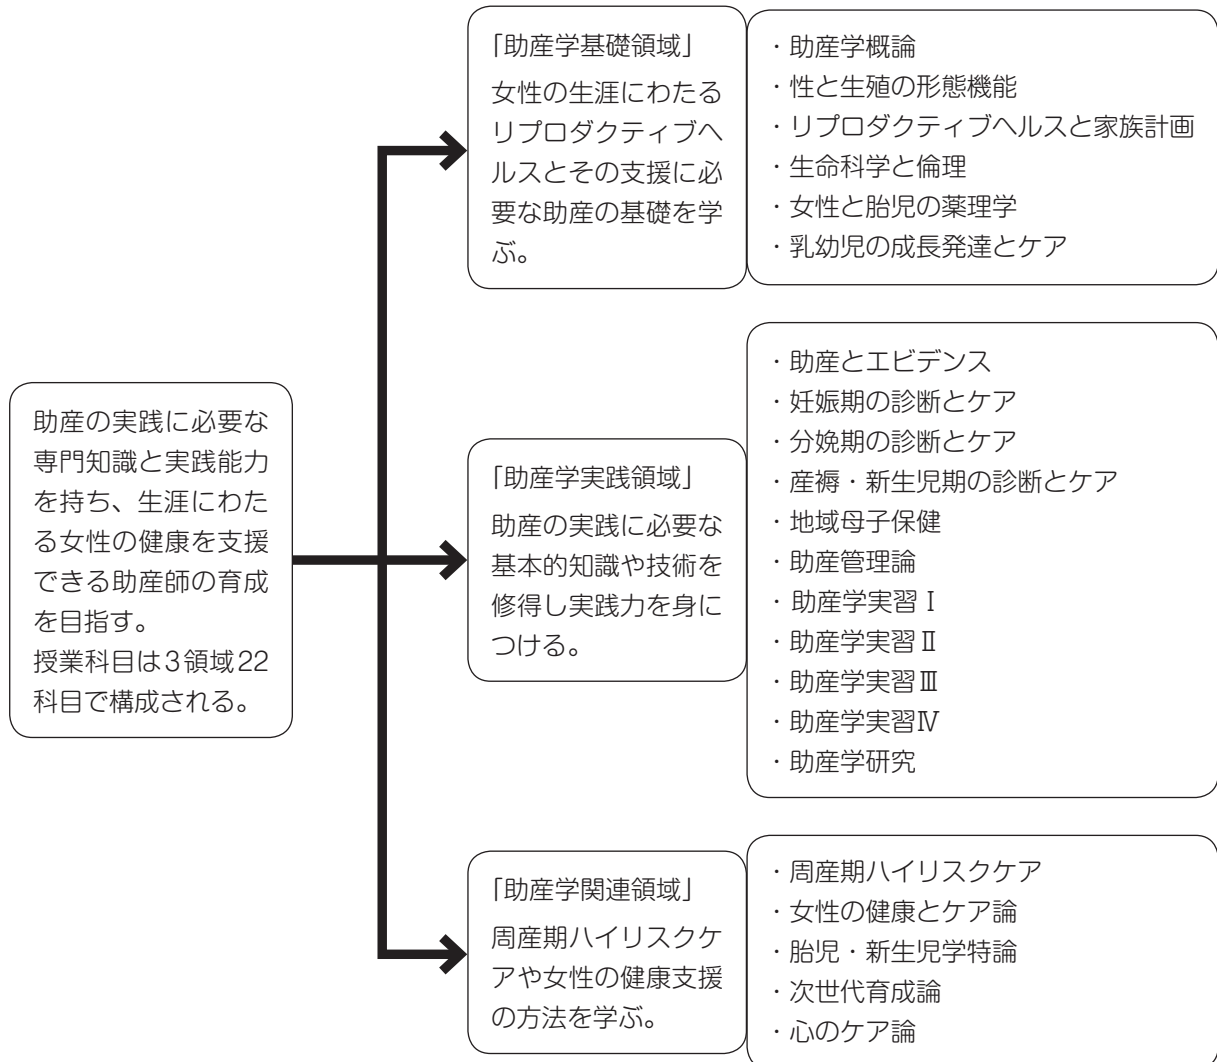 助産の実践に必要な
専門知識と実践能力
を持ち、生涯にわた
る女性の健康を支援
できる助産師の育成
を目指す。
授業科目は3領域22
科目で構成される。
「助産学基礎領域」
女性の生涯にわたる
リプロダクティブヘ
ルスとその支援に必
要な助産の基礎を学
ぶ。
・助産学概論
・性と生殖の形態機能
・リプロダクティブヘルスと家族計画
・生命科学と倫理
・女性と胎児の薬理学
・乳幼児の成長発達とケア
「助産学実践領域」
助産の実践に必要な
基本的知識や技術を
修得し実践力を身に
つける。
・助産とエビデンス
・妊娠期の診断とケア
・分娩期の診断とケア
・産褥・新生児期の診断とケア
・地域母子保健
・助産管理論
・助産学実習Ⅰ
・助産学実習Ⅱ
・助産学実習Ⅲ
・助産学実習Ⅳ
・助産学研究
「助産学関連領域」
周産期ハイリスクケ
アや女性の健康支援
の方法を学ぶ。
・周産期ハイリスクケア
・女性の健康とケア論
・胎児・新生児学特論
・次世代育成論
・心のケア論